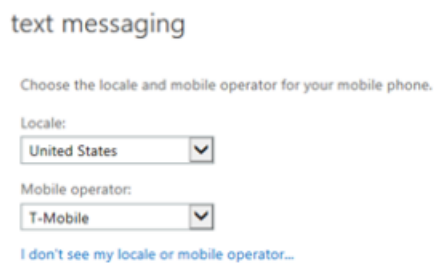 text messaging
Choose the locale and mobile operator for your mobile phone.
Locale:
United States
Mobile operator:
T-Mobile
I don't see my locale or mobile operator...